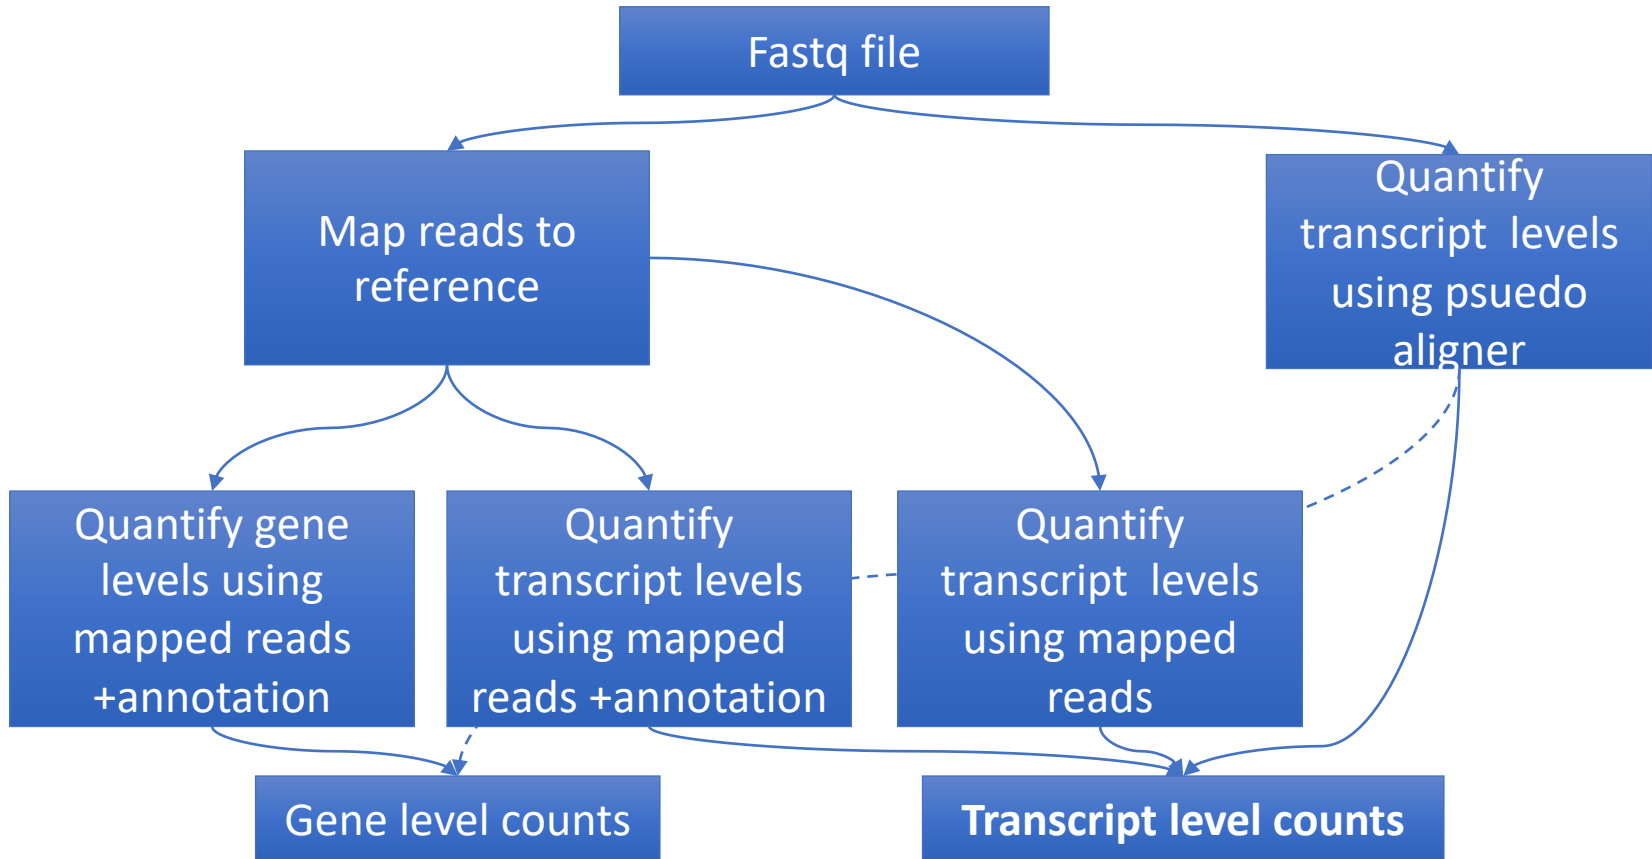 Fastq file
Map reads to
reference
Quantify
transcript  levels
using psuedo
aligner
Quantify gene
levels using
mapped reads
+annotation
Quantify
transcript levels
using mapped
reads +annotation
Quantify
transcript  levels
using mapped
reads
Gene level counts
Transcript level counts